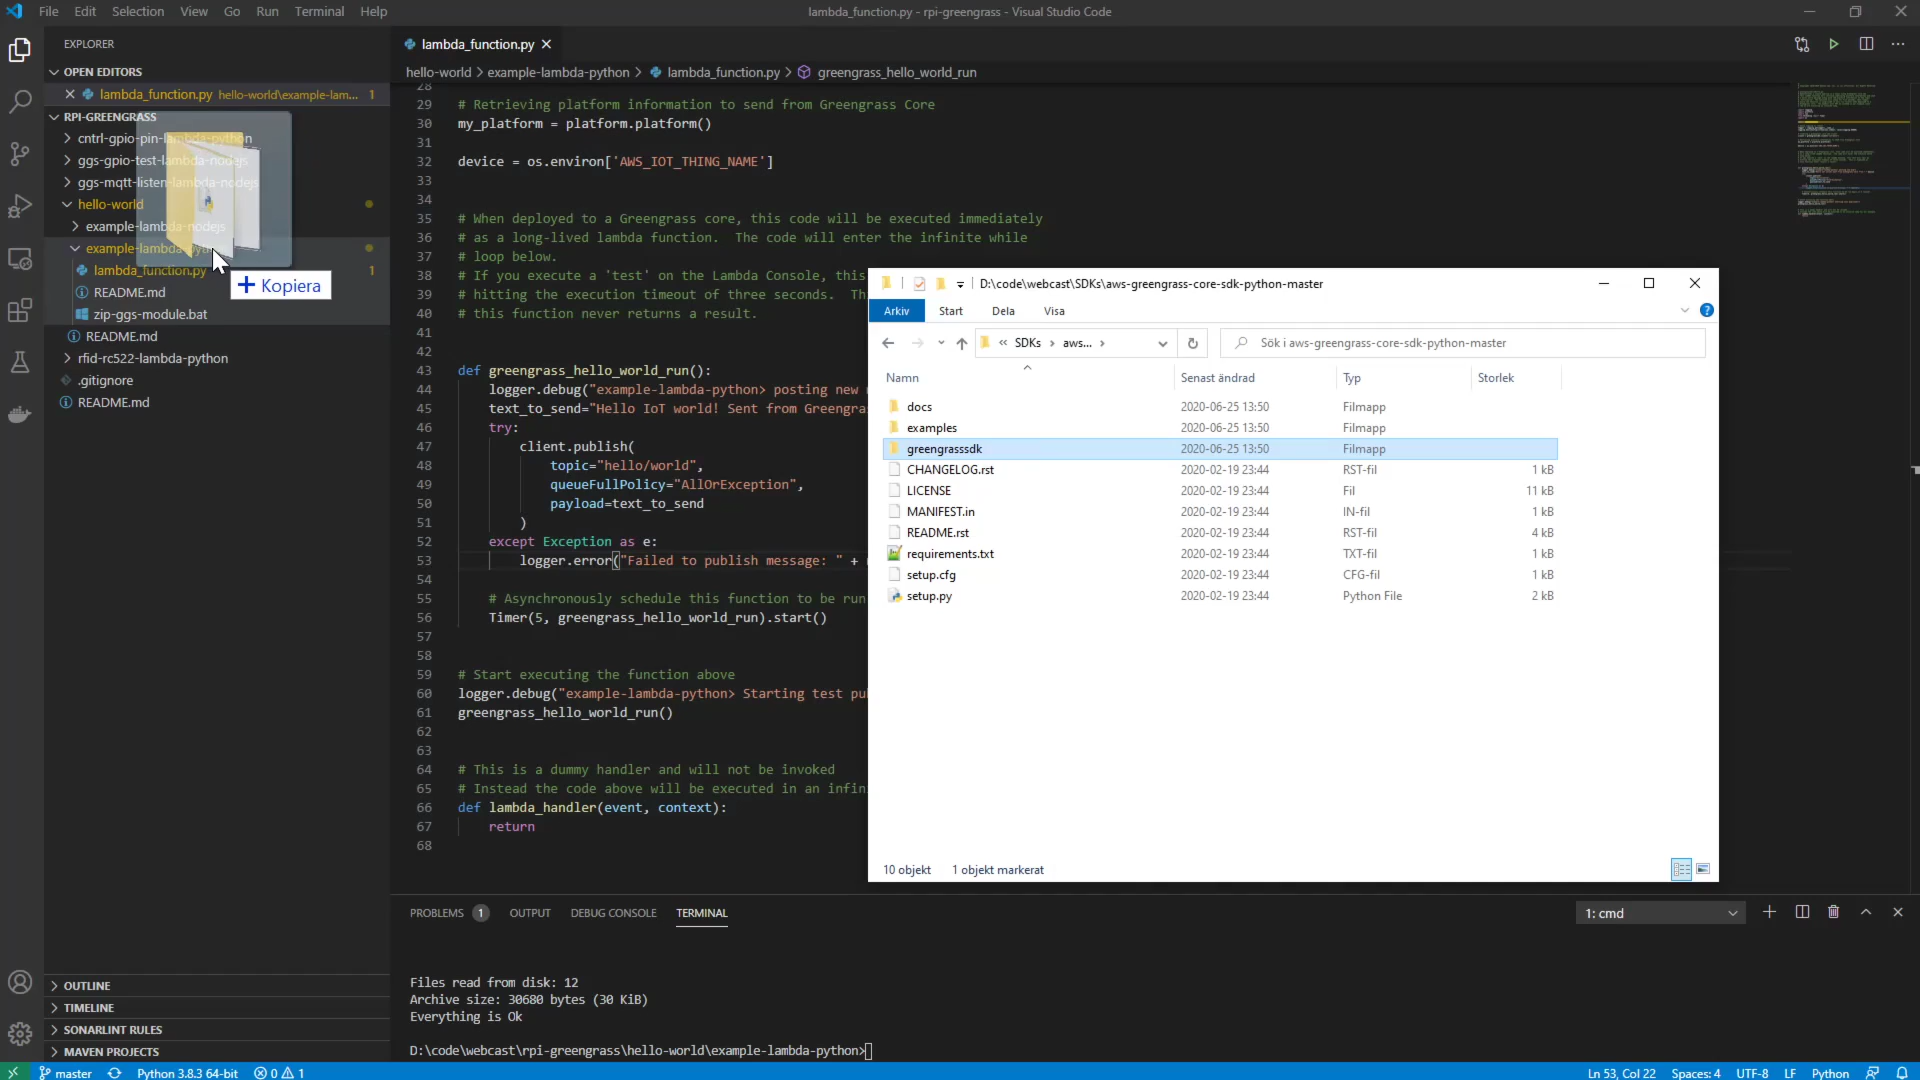 File Edit Selection View Go Run Terminal Help
lambda_function.py - rpi-greengrass - Visual Studio Code
EXPLORER
OPEN EDITORS
lambda_function.py hello-world\example-lam... 1
RPI-GREENGRASS
cntrl-gpio-pin-lambda-python
ggs-gpio-test-lambda-nodejs
ggs-mqtt-listen-lambda-nodejs
hello-world
example-lambda-nodejs
example-lambda-python
lambda_function.py 1
README.md
zip-ggs-module.bat
README.md
rfid-rc522-lambda-python
.gitignore
README.md
Kopiera
OUTLINE
TIMELINE
SONARLINT RULES
MAVEN PROJECTS
lambda_function.py
hello-world > example-lambda-python > lambda_function.py > greengrass_hello_world_run
28
29 # Retrieving platform information to send from Greengrass Core
30 my_platform = platform.platform()
31
32 device = os.environ['AWS_IOT_THING_NAME']
33
34
35 # When deployed to a Greengrass core, this code will be executed immediately
36 # as a long-lived lambda function.  The code will enter the infinite while
37 # loop below.
38 # If you execute a 'test' on the Lambda Console, this
39 # hitting the execution timeout of three seconds.  Th
40 # this function never returns a result.
41
42
43 def greengrass_hello_world_run():
44     logger.debug("example-lambda-python> posting new
45     text_to_send="Hello IoT world! Sent from Greengra
46     try:
47         client.publish(
48             topic="hello/world",
49             queueFullPolicy="AllOrException",
50             payload=text_to_send
51         )
52     except Exception as e:
53         logger.error("Failed to publish message: " +
54
55     # Asynchronously schedule this function to be run
56     Timer(5, greengrass_hello_world_run).start()
57
58
59 # Start executing the function above
60 logger.debug("example-lambda-python> Starting test pu
61 greengrass_hello_world_run()
62
63
64 # This is a dummy handler and will not be invoked
65 # Instead the code above will be executed in an infin
66 def lambda_handler(event, context):
67     return
68
D:\code\webcast\SDKs\aws-greengrass-core-sdk-python-master
Arkiv Start Dela Visa
« SDKs > aws... >
Sök i aws-greengrass-core-sdk-python-master
Namn Senast ändrad Typ Storlek
docs 2020-06-25 13:50 Filmapp
examples 2020-06-25 13:50 Filmapp
greengrasssdk 2020-06-25 13:50 Filmapp
CHANGELOG.rst 2020-02-19 23:44 RST-fil 1 kB
LICENSE 2020-02-19 23:44 Fil 11 kB
MANIFEST.in 2020-02-19 23:44 IN-fil 1 kB
README.rst 2020-02-19 23:44 RST-fil 4 kB
requirements.txt 2020-02-19 23:44 TXT-fil 1 kB
setup.cfg 2020-02-19 23:44 CFG-fil 1 kB
setup.py 2020-02-19 23:44 Python File 2 kB
10 objekt 1 objekt markerat
PROBLEMS 1 OUTPUT DEBUG CONSOLE TERMINAL
1: cmd
Files read from disk: 12
Archive size: 30680 bytes (30 KiB)
Everything is Ok
D:\code\webcast\rpi-greengrass\hello-world\example-lambda-python>
master Python 3.8.3 64-bit 0 1
Ln 53, Col 22 Spaces: 4 UTF-8 LF Python